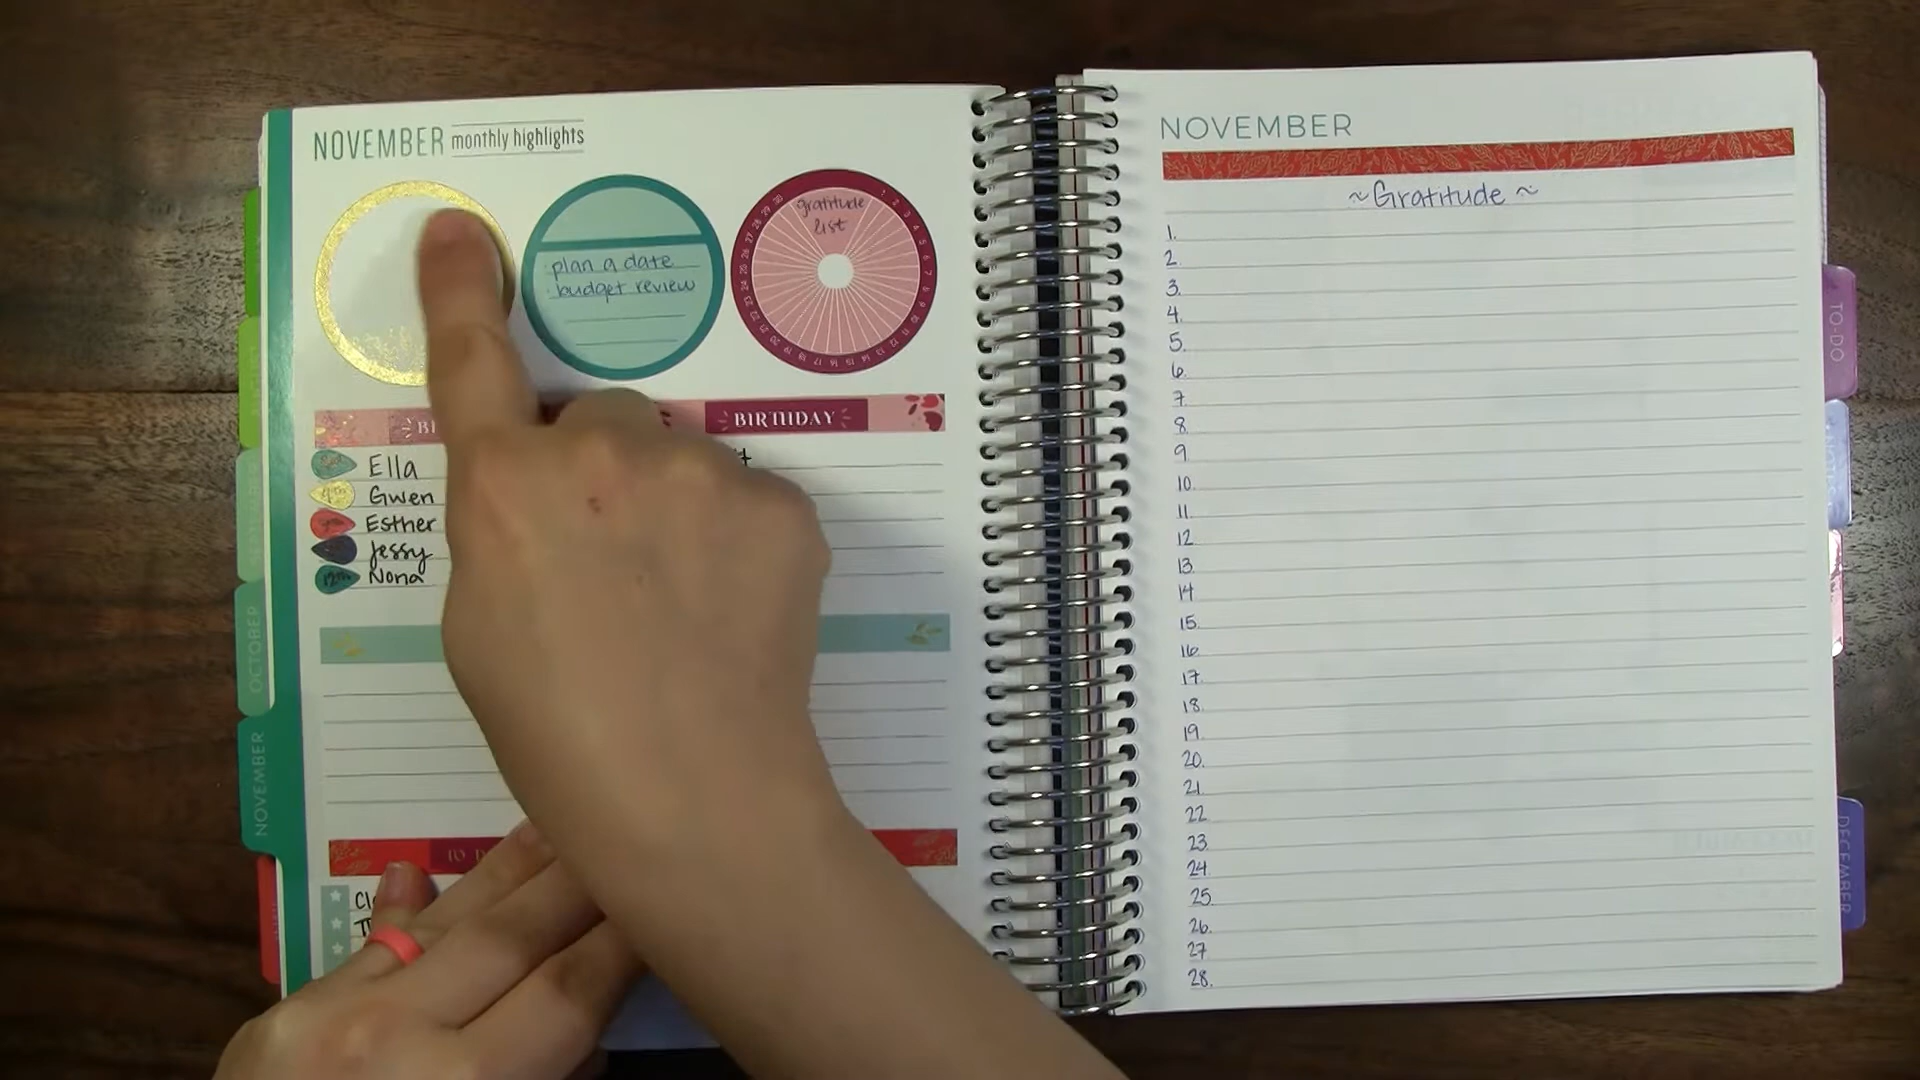 NOVEMBER monthly highlights
plan a date
budget review
gratitude
list
BIRTHDAY
Ella
Gwen
Esther
Jessy
12th Nona
TO
OCTOBER
NOVEMBER
NOVEMBER
~Gratitude~
1.
2.
3.
4.
5.
6.
7.
8.
9
10.
11.
12
13.
14
15.
16.
17.
18.
19.
20.
21
22
23.
24.
25.
26.
27
28.
TO-DO
DECEMBER